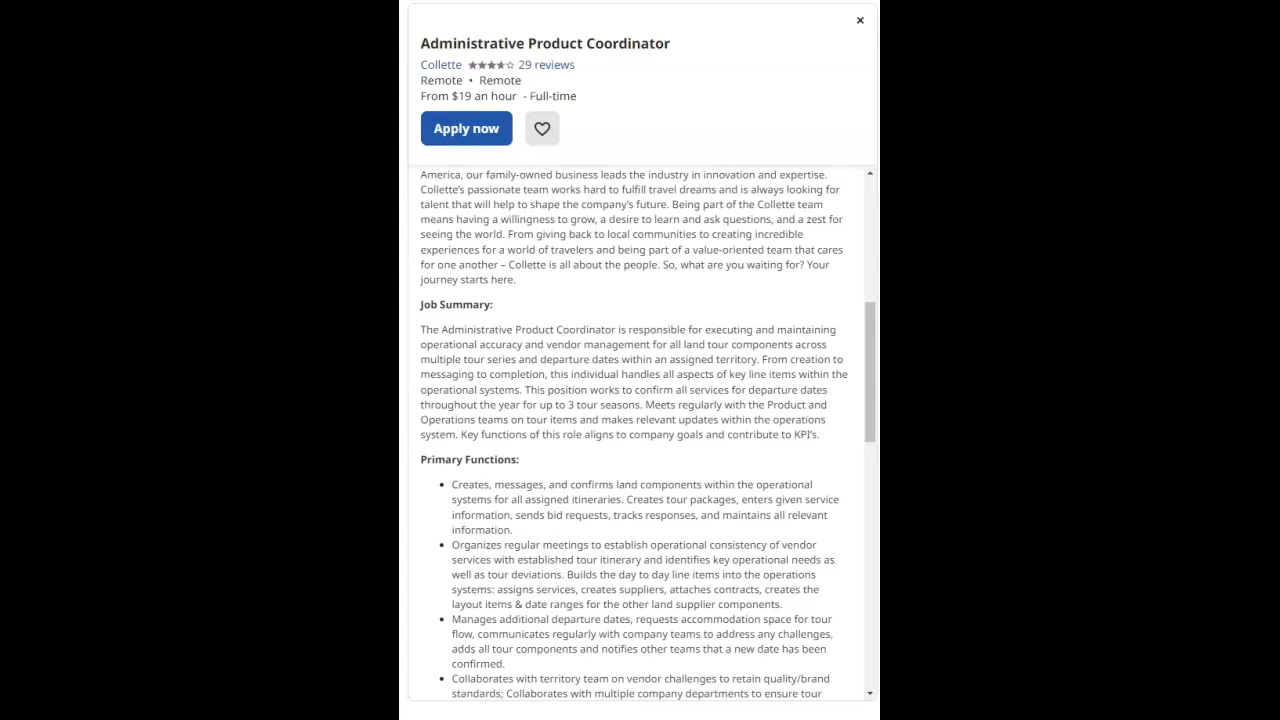 ×
Administrative Product Coordinator
Collette ★★★★☆ 29 reviews
Remote • Remote
From $19 an hour - Full-time
Apply now
America, our family-owned business leads the industry in innovation and expertise.
Collette’s passionate team works hard to fulfill travel dreams and is always looking for
talent that will help to shape the company’s future. Being part of the Collette team
means having a willingness to grow, a desire to learn and ask questions, and a zest for
seeing the world. From giving back to local communities to creating incredible
experiences for a world of travelers and being part of a value-oriented team that cares
for one another – Collette is all about the people. So, what are you waiting for? Your
journey starts here.
Job Summary:
The Administrative Product Coordinator is responsible for executing and maintaining
operational accuracy and vendor management for all land tour components across
multiple tour series and departure dates within an assigned territory. From creation to
messaging to completion, this individual handles all aspects of key line items within the
operational systems. This position works to confirm all services for departure dates
throughout the year for up to 3 tour seasons. Meets regularly with the Product and
Operations teams on tour items and makes relevant updates within the operations
system. Key functions of this role aligns to company goals and contribute to KPI’s.
Primary Functions:
• Creates, messages, and confirms land components within the operational
systems for all assigned itineraries. Creates tour packages, enters given service
information, sends bid requests, tracks responses, and maintains all relevant
information.
• Organizes regular meetings to establish operational consistency of vendor
services with established tour itinerary and identifies key operational needs as
well as tour deviations. Builds the day to day line items into the operations
systems: assigns services, creates suppliers, attaches contracts, creates the
layout items & date ranges for the other land supplier components.
• Manages additional departure dates, requests accommodation space for tour
flow, communicates regularly with company teams to address any challenges,
adds all tour components and notifies other teams that a new date has been
confirmed.
• Collaborates with territory team on vendor challenges to retain quality/brand
standards; Collaborates with multiple company departments to ensure tour